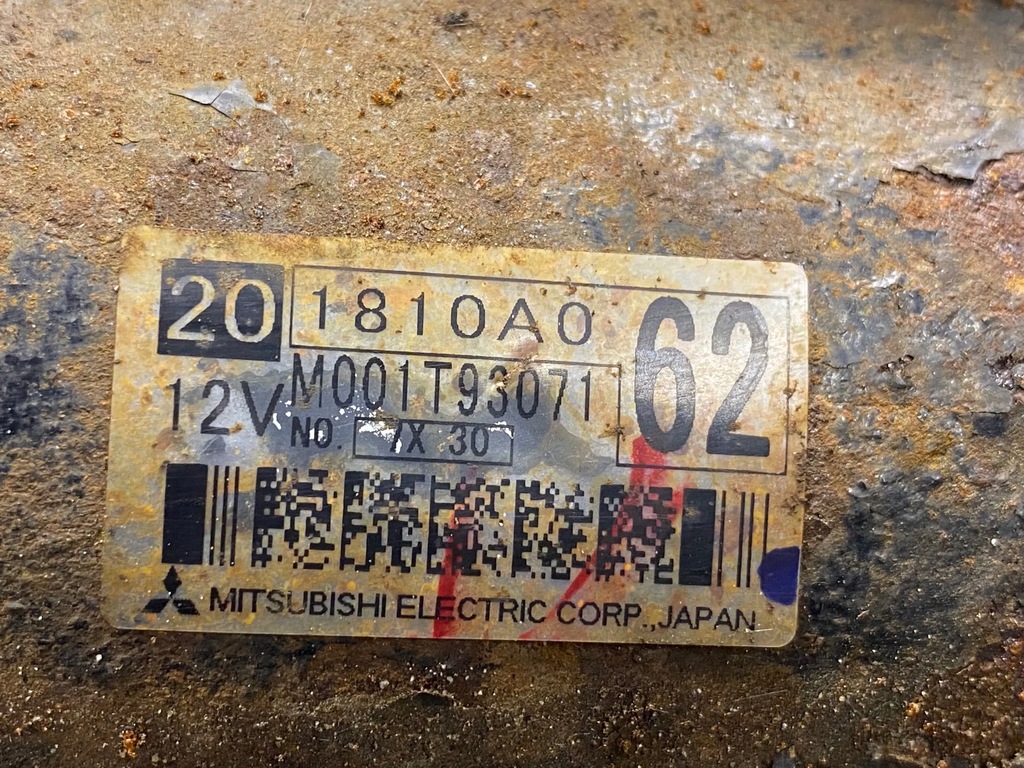 20 1810A0 62
12V M001T93071
NO. 7X 30
MITSUBISHI ELECTRIC CORP.,JAPAN